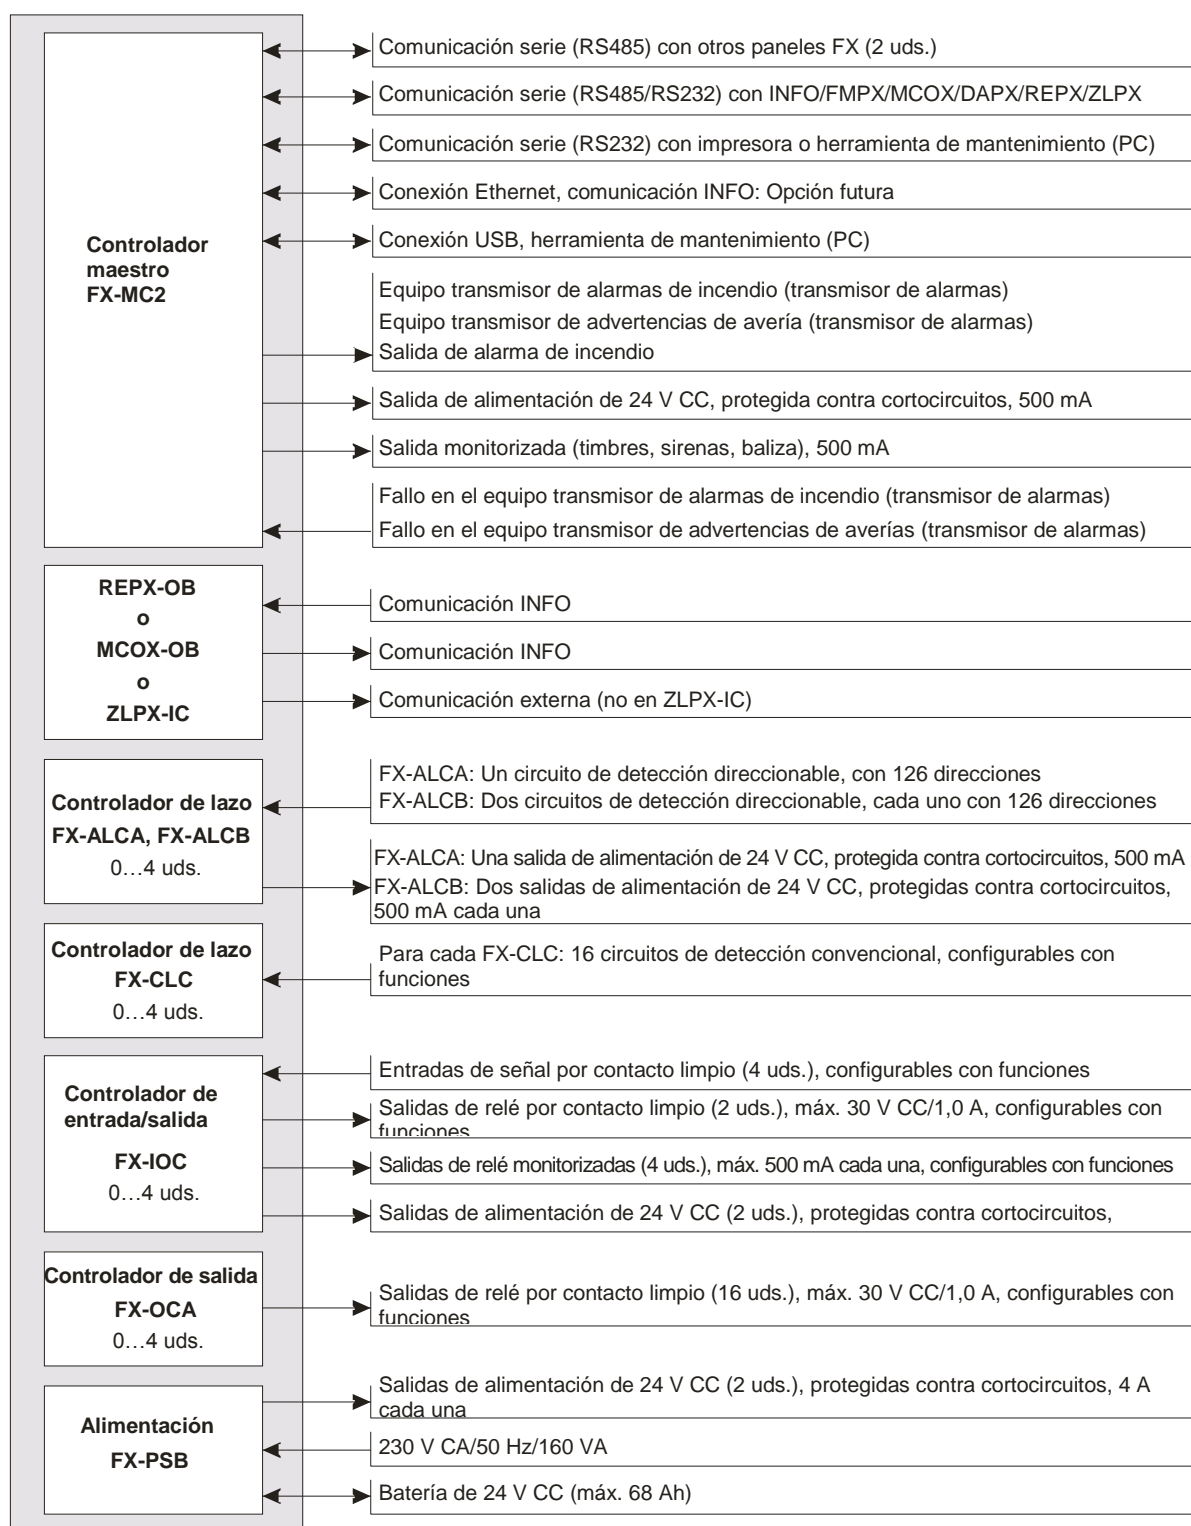 Comunicación serie (RS485) con otros paneles FX (2 uds.)
Comunicación serie (RS485/RS232) con INFO/FMPX/MCOX/DAPX/REPX/ZLPX
Comunicación serie (RS232) con impresora o herramienta de mantenimiento (PC)
Conexión Ethernet, comunicación INFO: Opción futura
Controlador
maestro
FX-MC2
Conexión USB, herramienta de mantenimiento (PC)
Equipo transmisor de alarmas de incendio (transmisor de alarmas)
Equipo transmisor de advertencias de avería (transmisor de alarmas)
Salida de alarma de incendio
Salida de alimentación de 24 V CC, protegida contra cortocircuitos, 500 mA
Salida monitorizada (timbres, sirenas, baliza), 500 mA
Fallo en el equipo transmisor de alarmas de incendio (transmisor de alarmas)
Fallo en el equipo transmisor de advertencias de averías (transmisor de alarmas)
REPX-OB
o
MCOX-OB
o
ZLPX-IC
Comunicación INFO
Comunicación INFO
Comunicación externa (no en ZLPX-IC)
Controlador de lazo
FX-ALCA, FX-ALCB
0…4 uds.
FX-ALCA: Un circuito de detección direccionable, con 126 direcciones
FX-ALCB: Dos circuitos de detección direccionable, cada uno con 126 direcciones
FX-ALCA: Una salida de alimentación de 24 V CC, protegida contra cortocircuitos, 500 mA
FX-ALCB: Dos salidas de alimentación de 24 V CC, protegidas contra cortocircuitos,
500 mA cada una
Controlador de lazo
FX-CLC
0…4 uds.
Para cada FX-CLC: 16 circuitos de detección convencional, configurables con
funciones
Controlador de
entrada/salida
FX-IOC
0…4 uds.
Entradas de señal por contacto limpio (4 uds.), configurables con funciones
Salidas de relé por contacto limpio (2 uds.), máx. 30 V CC/1,0 A, configurables con
funciones
Salidas de relé monitorizadas (4 uds.), máx. 500 mA cada una, configurables con funciones
Salidas de alimentación de 24 V CC (2 uds.), protegidas contra cortocircuitos,
Controlador de salida
FX-OCA
0…4 uds.
Salidas de relé por contacto limpio (16 uds.), máx. 30 V CC/1,0 A, configurables con
funciones
Alimentación
FX-PSB
Salidas de alimentación de 24 V CC (2 uds.), protegidas contra cortocircuitos, 4 A
cada una
230 V CA/50 Hz/160 VA
Batería de 24 V CC (máx. 68 Ah)